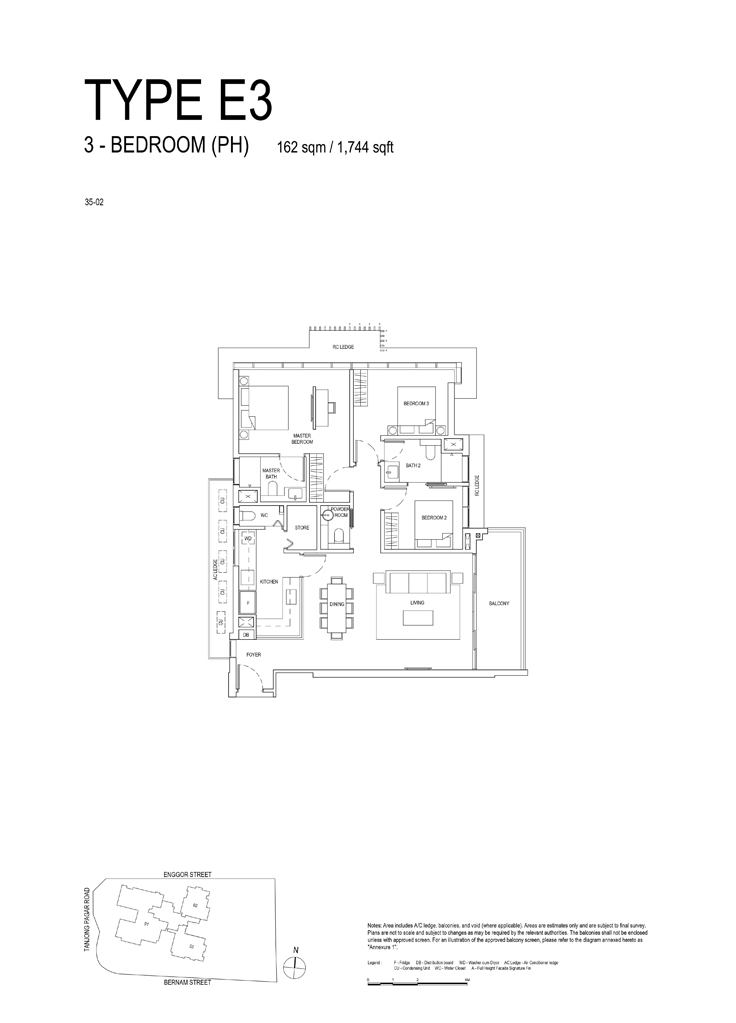 TYPE E3
3 - BEDROOM (PH) 162 sqm / 1,744 sqft
35-02
RC LEDGE
BEDROOM 3
MASTER
BEDROOM
MASTER
BATH
BATH 2
RC LEDGE
CU
WC
POWDER
ROOM
STORE
BEDROOM 2
CU
WD
AC LEDGE
CU
KITCHEN
CU
F
DINING
LIVING
BALCONY
CU
DB
FOYER
ENGGOR STREET
TANJONG PAGAR ROAD
BERNAM STREET
N
Notes: Area includes A/C ledge, balconies, and void (where applicable). Areas are estimates only and are subject to final survey.
Plans are not to scale and subject to changes as may be required by the relevant authorities. The balconies shall not be enclosed
unless with approved screen. For an illustration of the approved balcony screen, please refer to the diagram annexed hereto as
"Annexure 1".
Legend : F - Fridge DB - Distribution board WD - Washer cum Dryer AC Ledge - Air Conditioner ledge
CU - Condensing Unit WC - Water Closet A - Full Height Facade Signature Fin
0 1 2